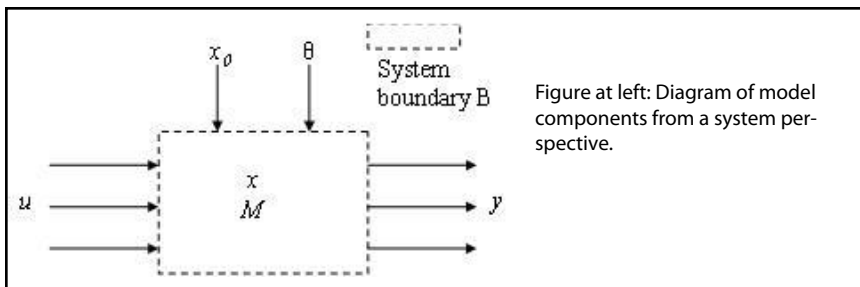 x₀ θ
System
boundary B
Figure at left: Diagram of model
components from a system per-
spective.
x
u M y